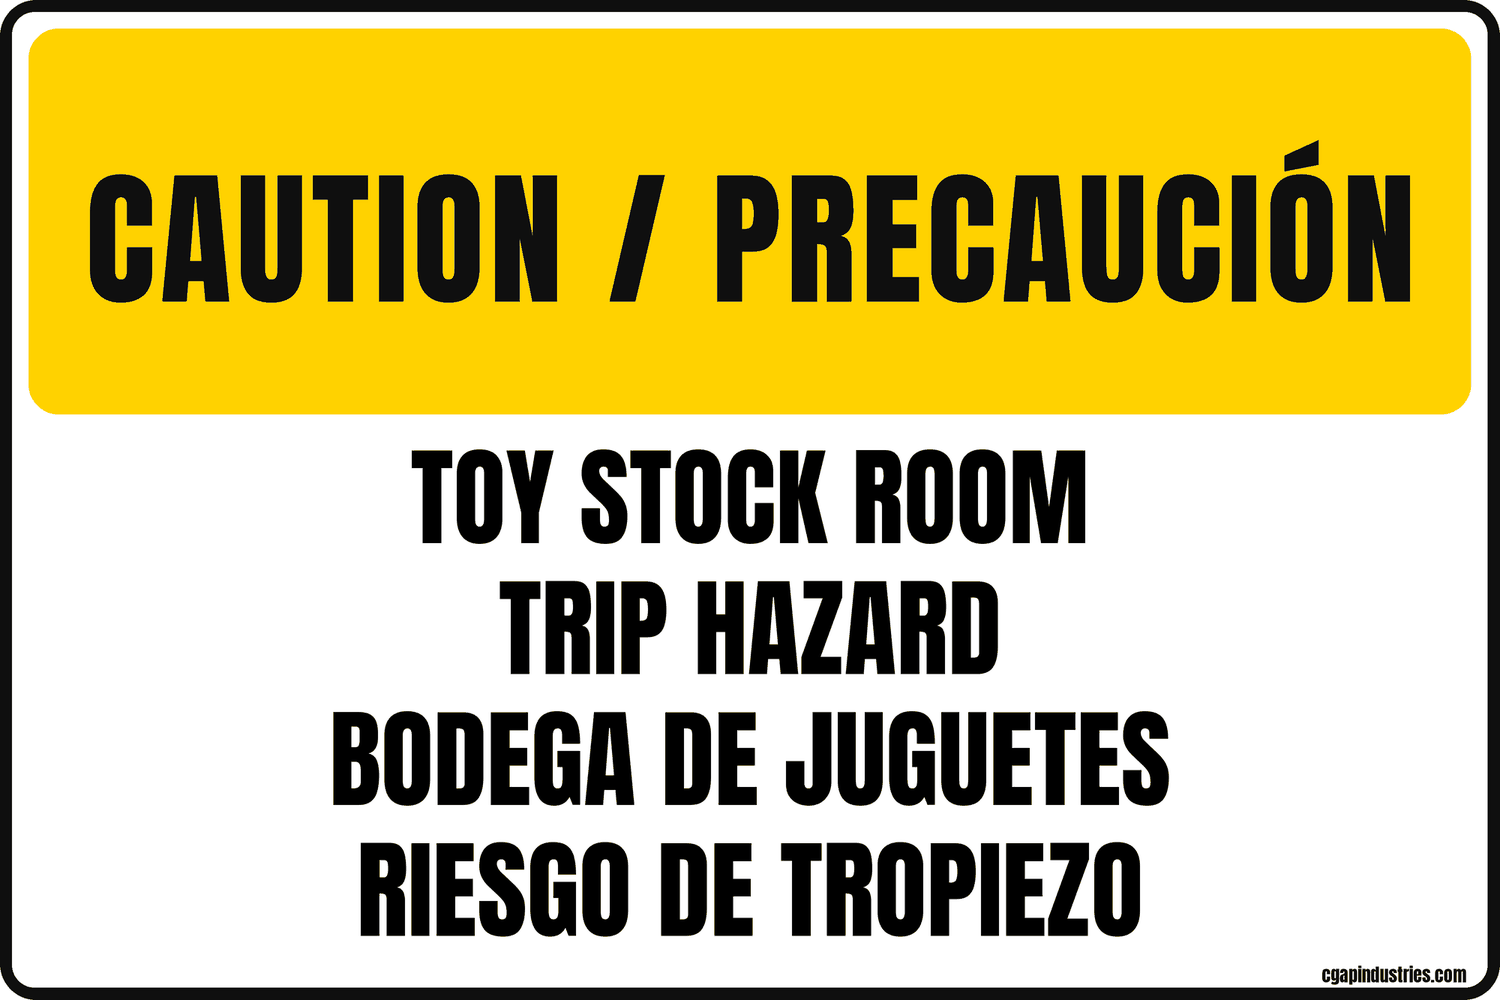 CAUTION / PRECAUCIÓN
TOY STOCK ROOM
TRIP HAZARD
BODEGA DE JUGUETES
RIESGO DE TROPIEZO
cgapindustries.com